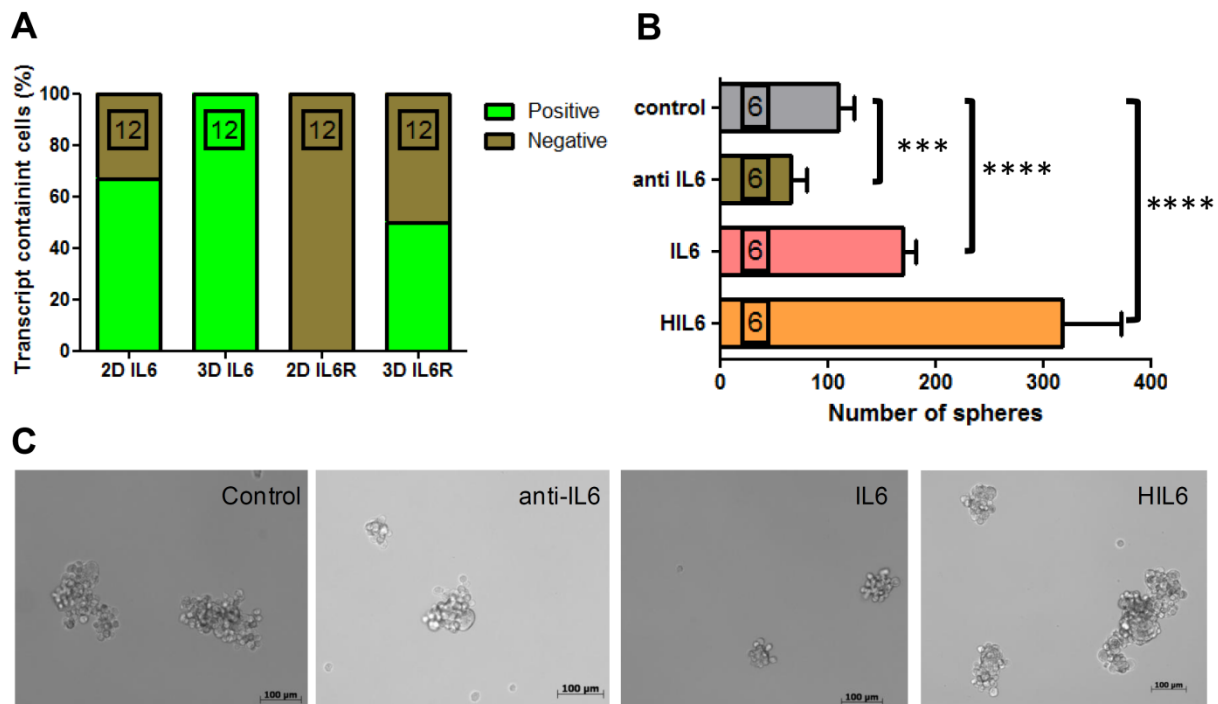 A
Transcript containint cells (%)
100
80
60
40
20
0
12
12
12
12
2D IL6
3D IL6
2D IL6R
3D IL6R
Positive
Negative
B
control
anti IL6
IL6
HIL6
6
6
6
6
***
****
****
0
100
200
300
400
Number of spheres
C
Control
100 µm
anti-IL6
100 µm
IL6
100 µm
HIL6
100 µm